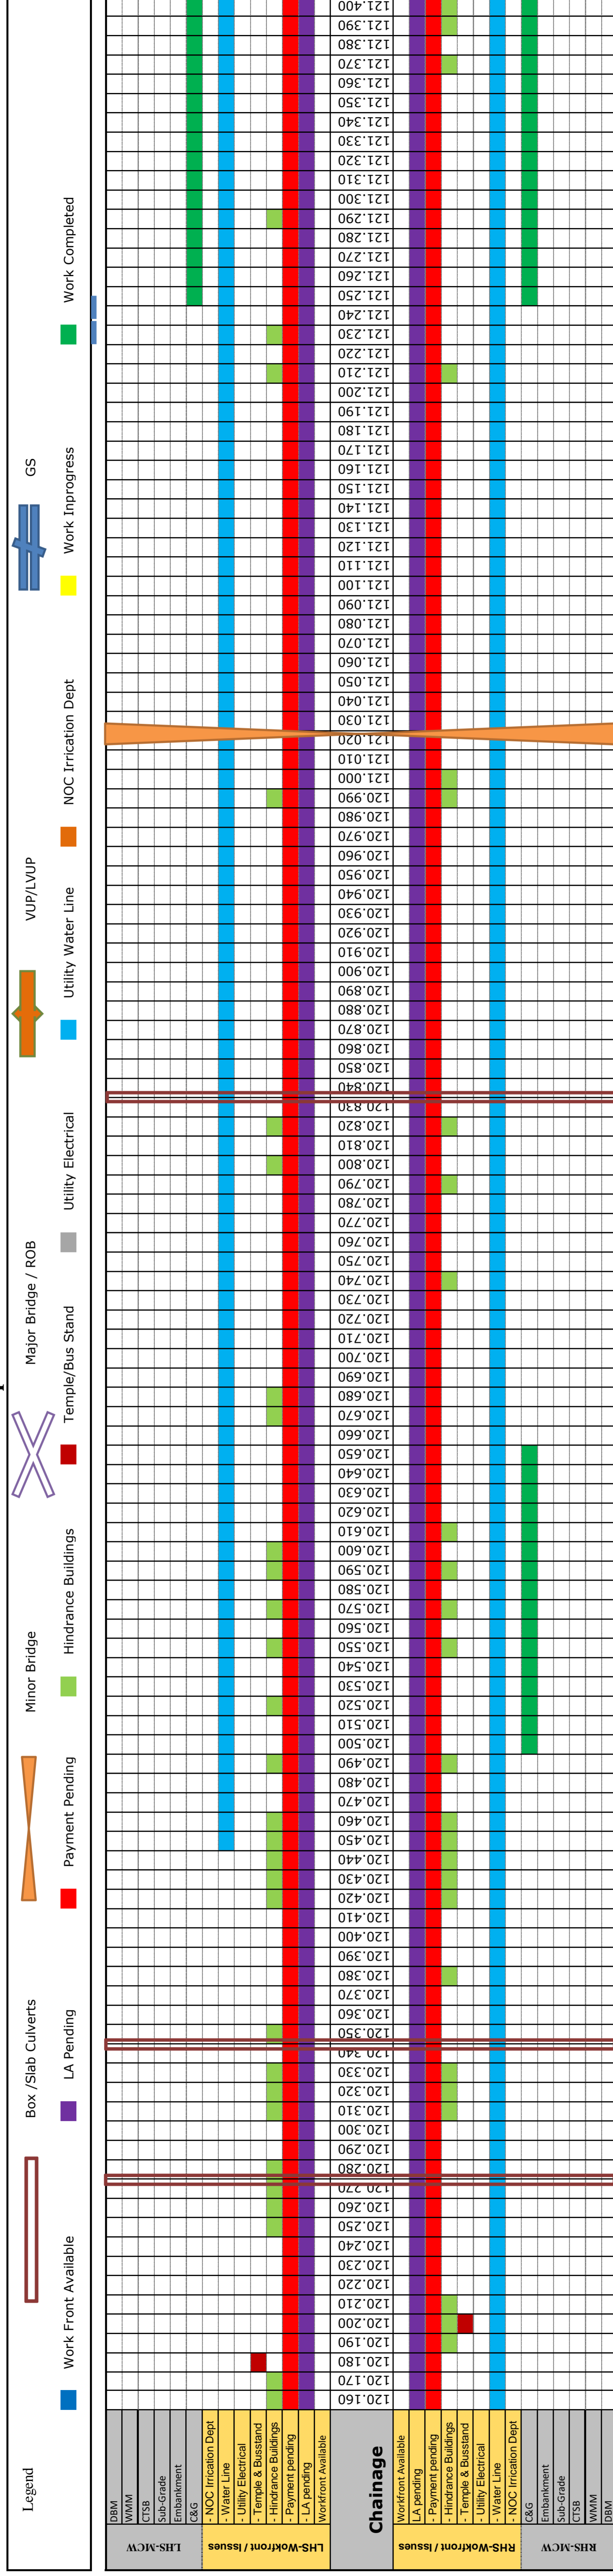 Legend
Box /Slab Culverts
Minor Bridge
Major Bridge / ROB
VUP/LVUP
GS
Work Front Available
LA Pending
Payment Pending
Hindrance Buildings
Temple/Bus Stand
Utility Electrical
Utility Water Line
NOC Irrication Dept
Work Inprogress
Work Completed
LHS-MCW
DBM
WMM
CTSB
Sub-Grade
Embankment
C&G
LHS-Wokfront / Issues
- NOC Irrication Dept
- Water Line
- Utility Electrical
- Temple & Busstand
- Hindrance Buildings
- Payment pending
- LA pending
Workfront Available
Chainage
120.160
120.170
120.180
120.190
120.200
120.210
120.220
120.230
120.240
120.250
120.260
120.270
120.280
120.290
120.300
120.310
120.320
120.330
120.340
120.350
120.360
120.370
120.380
120.390
120.400
120.410
120.420
120.430
120.440
120.450
120.460
120.470
120.480
120.490
120.500
120.510
120.520
120.530
120.540
120.550
120.560
120.570
120.580
120.590
120.600
120.610
120.620
120.630
120.640
120.650
120.660
120.670
120.680
120.690
120.700
120.710
120.720
120.730
120.740
120.750
120.760
120.770
120.780
120.790
120.800
120.810
120.820
120.830
120.840
120.850
120.860
120.870
120.880
120.890
120.900
120.910
120.920
120.930
120.940
120.950
120.960
120.970
120.980
120.990
121.000
121.010
121.020
121.030
121.040
121.050
121.060
121.070
121.080
121.090
121.100
121.110
121.120
121.130
121.140
121.150
121.160
121.170
121.180
121.190
121.200
121.210
121.220
121.230
121.240
121.250
121.260
121.270
121.280
121.290
121.300
121.310
121.320
121.330
121.340
121.350
121.360
121.370
121.380
121.390
121.400
RHS-Wokfront / Issues
Workfront Available
LA pending
- Payment pending
- Hindrance Buildings
- Temple & Busstand
- Utility Electrical
- Water Line
- NOC Irrication Dept
RHS-MCW
C&G
Embankment
Sub-Grade
CTSB
WMM
DBM